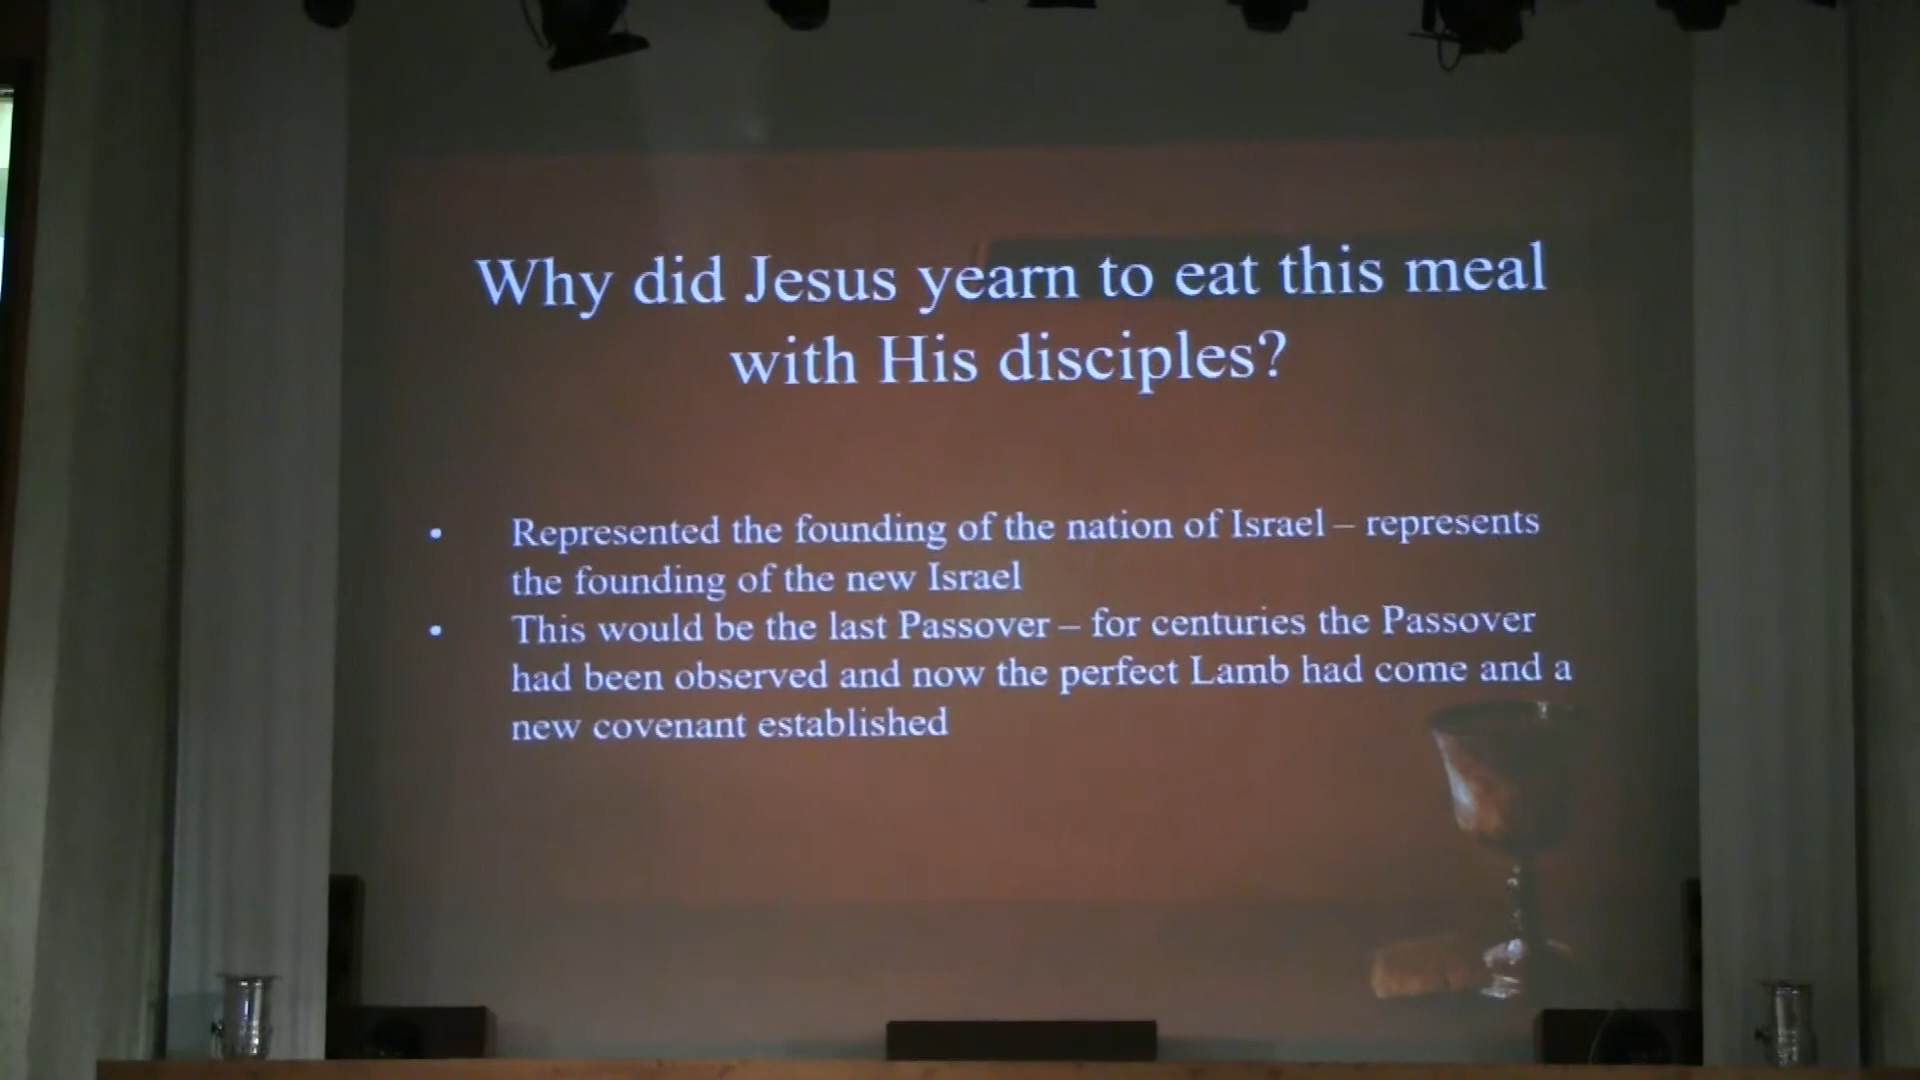 Why did Jesus yearn to eat this meal
with His disciples?
• Represented the founding of the nation of Israel – represents
the founding of the new Israel
• This would be the last Passover – for centuries the Passover
had been observed and now the perfect Lamb had come and a
new covenant established